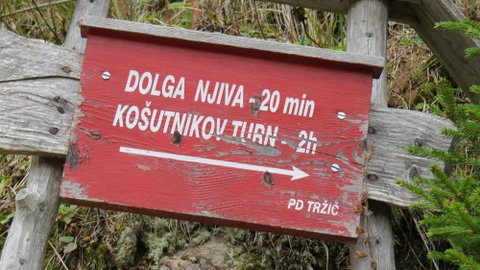 DOLGA NJIVA - 20 min
KOŠUTNIKOV TURN - 2h
PD TRŽIČ